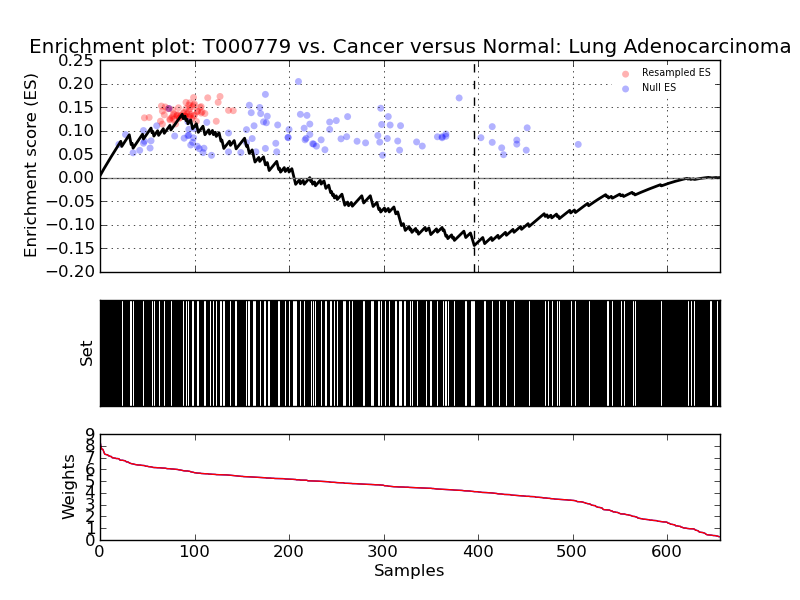 Enrichment plot: T000779 vs. Cancer versus Normal: Lung Adenocarcinoma
Enrichment score (ES)
0.25
0.20
0.15
0.10
0.05
0.00
−0.05
−0.10
−0.15
−0.20
Resampled ES
Null ES
Set
Weights
9
8
7
6
5
4
3
2
1
0
0 100 200 300 400 500 600
Samples